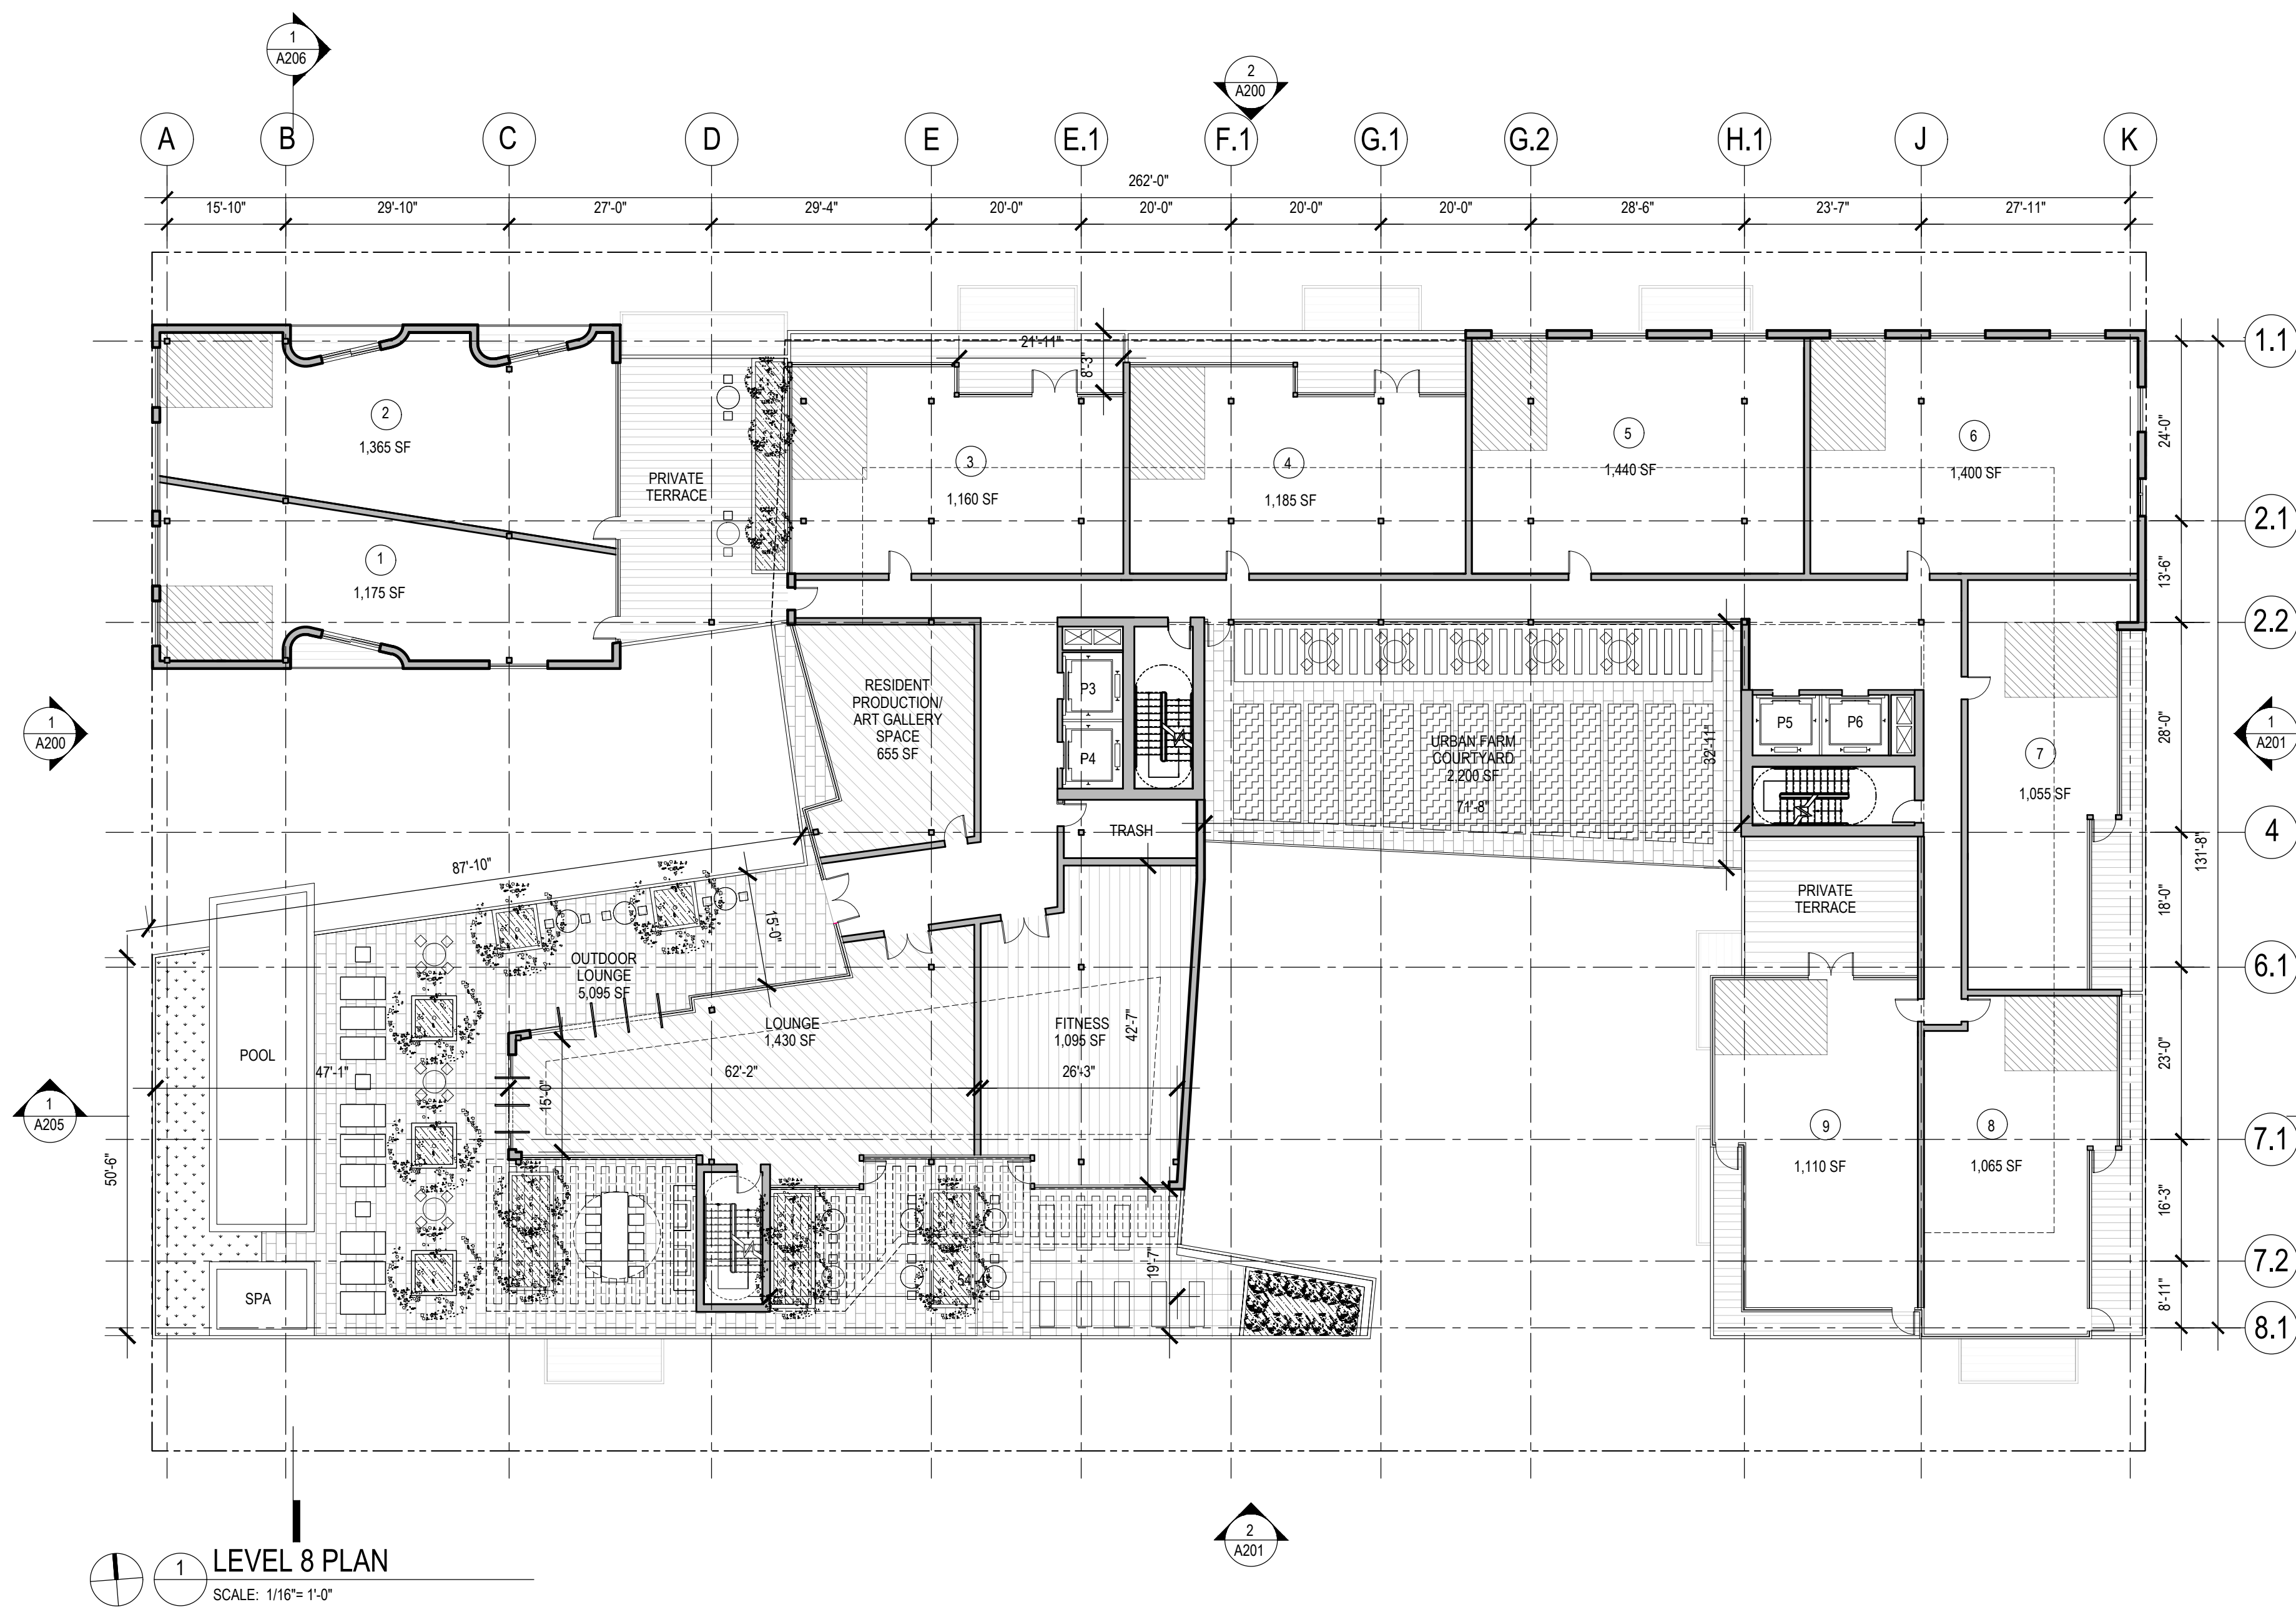 1
A206
2
A200
A B C D E E.1 F.1 G.1 G.2 H.1 J K
262'-0"
15'-10" 29'-10" 27'-0" 29'-4" 20'-0" 20'-0" 20'-0" 20'-0" 28'-6" 23'-7" 27'-11"
1.1
21'-11"
8'-3"
2
1,365 SF
24'-0"
3
1,160 SF
4
1,185 SF
5
1,440 SF
6
1,400 SF
PRIVATE
TERRACE
2.1
1
1,175 SF
13'-6"
2.2
RESIDENT
PRODUCTION/
ART GALLERY
SPACE
655 SF
P3
P4
URBAN FARM
COURTYARD
2,200 SF
71'-8"
32'-11"
P5 P6
28'-0"
1
A200
1
A201
7
1,055 SF
TRASH
4
131'-8"
87'-10"
PRIVATE
TERRACE
18'-0"
15'-0"
OUTDOOR
LOUNGE
5,095 SF
6.1
LOUNGE
1,430 SF
FITNESS
1,095 SF
42'-7"
23'-0"
POOL
47'-1"
62'-2"
26'-3"
15'-0"
1
A205
9
1,110 SF
8
1,065 SF
7.1
50'-6"
16'-3"
19'-7"
7.2
SPA
8'-11"
8.1
2
A201
1
LEVEL 8 PLAN
SCALE: 1/16"= 1'-0"